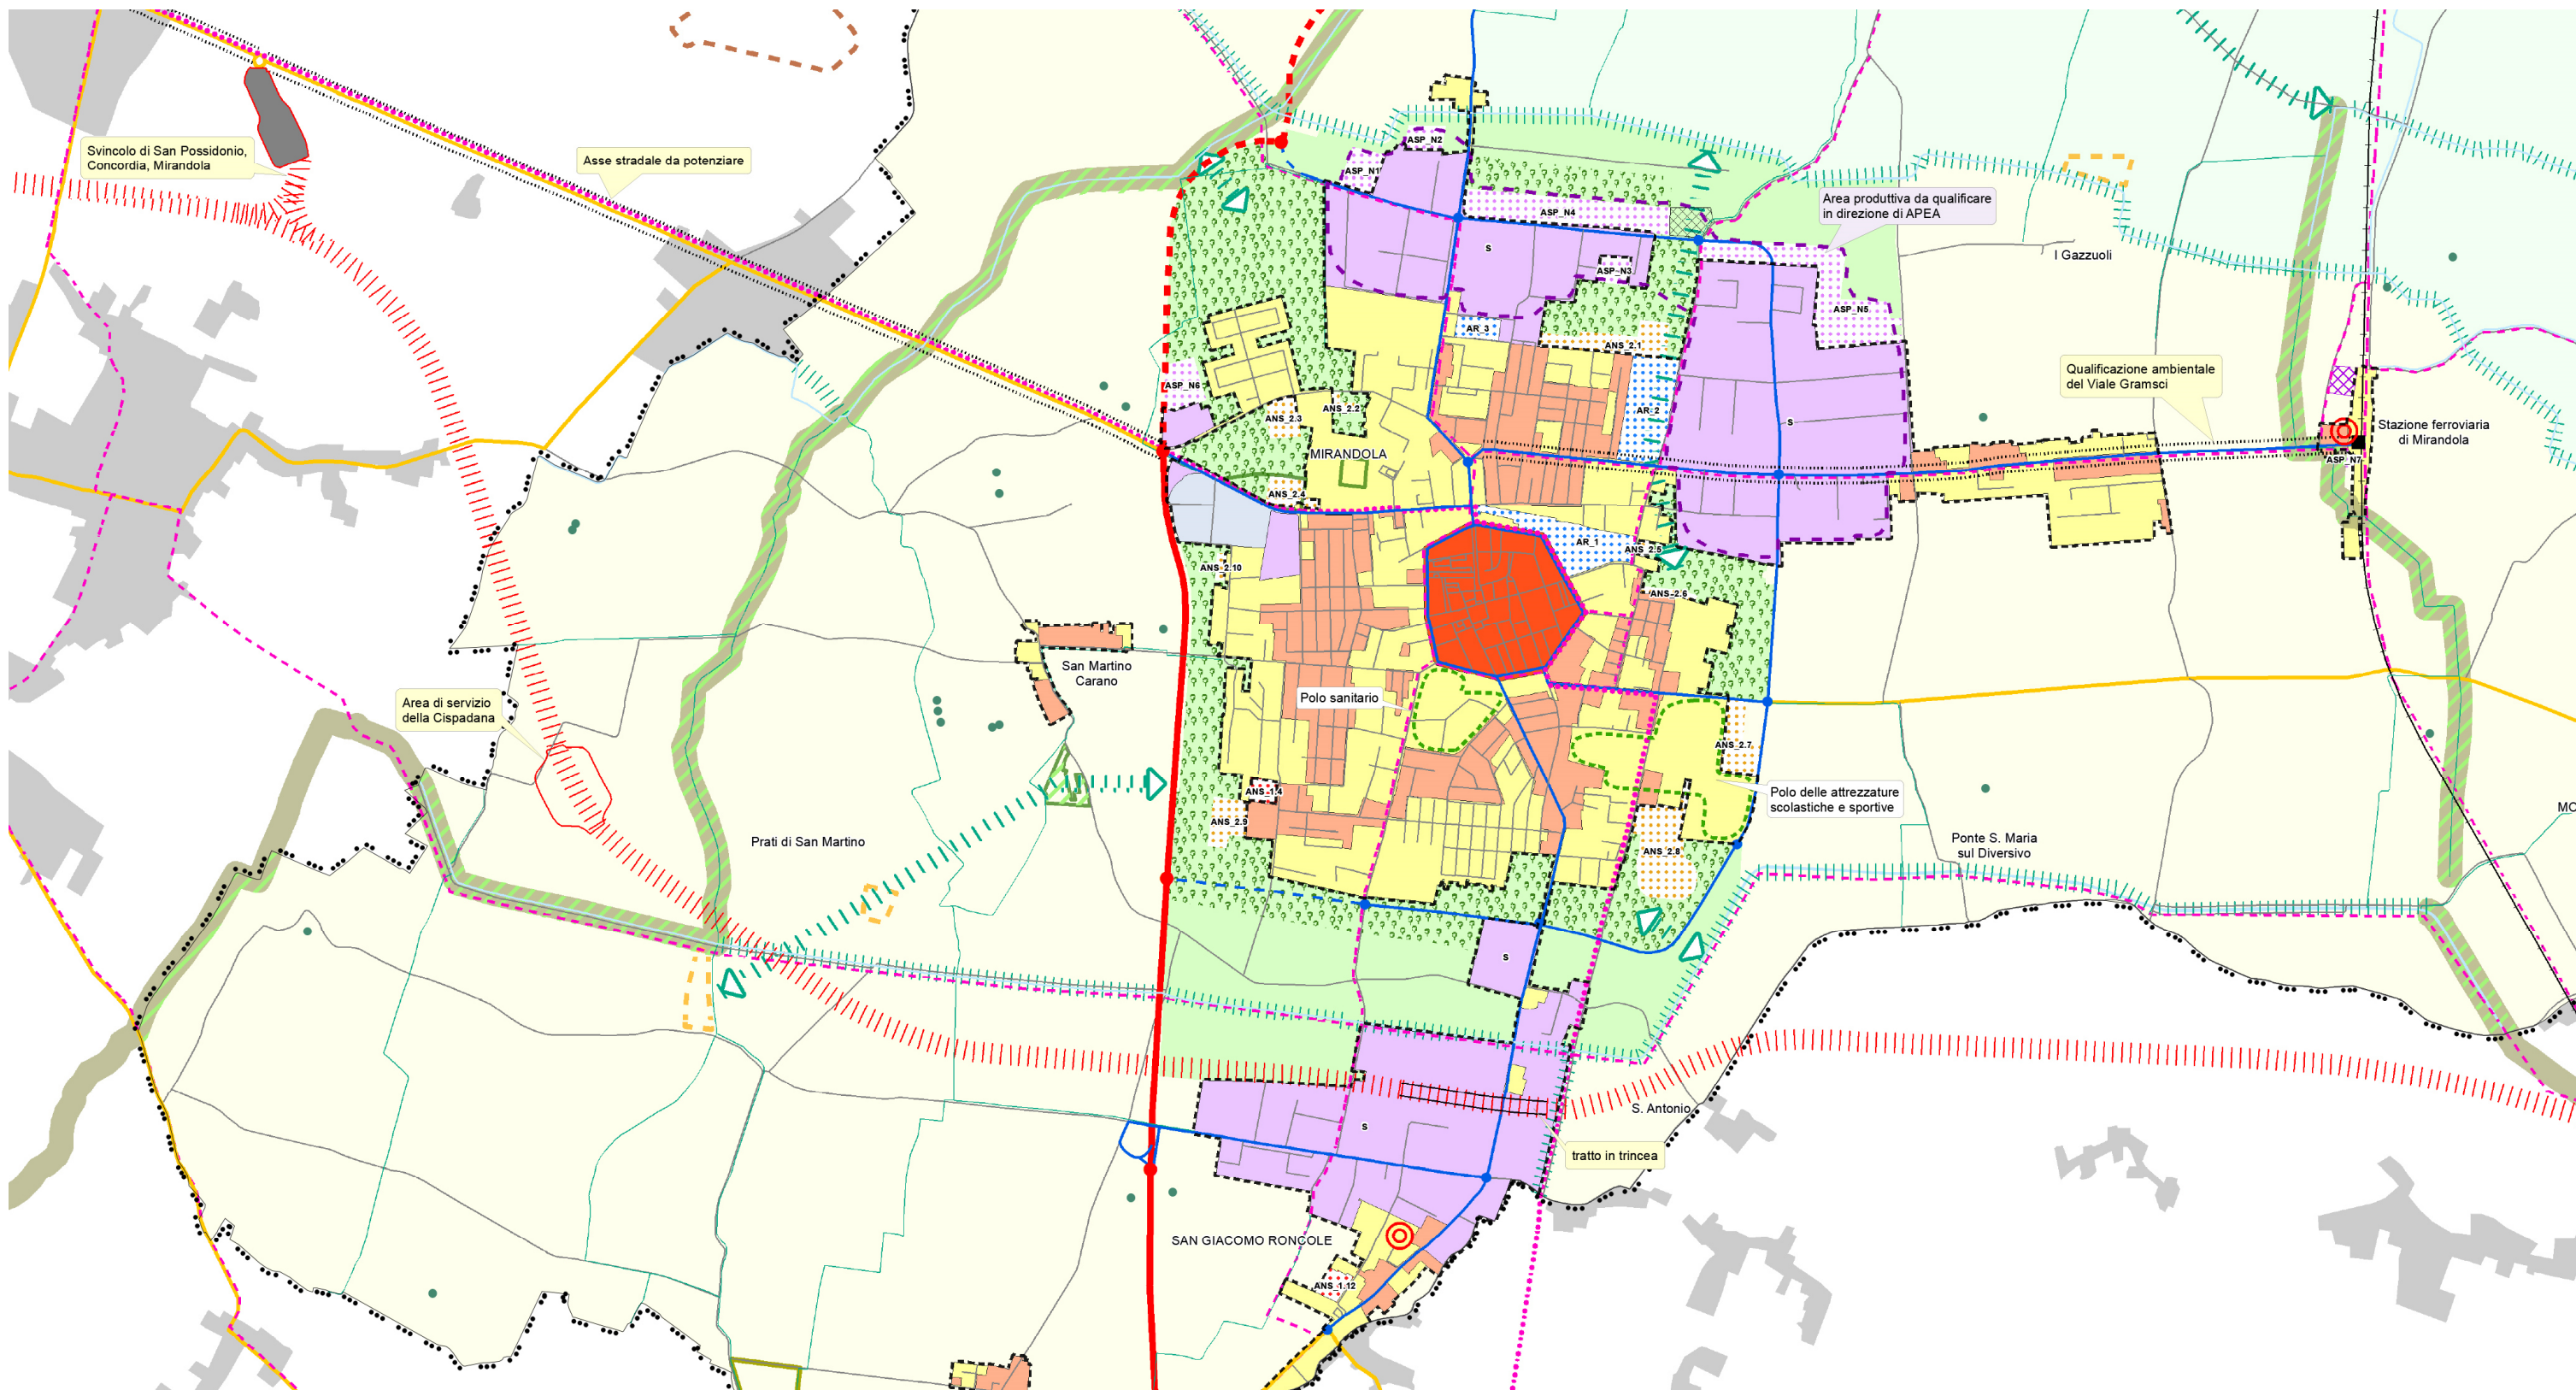 Svincolo di San Possidonio,
Concordia, Mirandola
Asse stradale da potenziare
ASP_N2
ASP_N1
ASP_N4
Area produttiva da qualificare
in direzione di APEA
S
ASP_N3
I Gazzuoli
ASP_N5
AR_3
ANS_2.1
ASP_N6
Qualificazione ambientale
del Viale Gramsci
ANS_2.3
ANS_2.2
AR_2
S
Stazione ferroviaria
di Mirandola
MIRANDOLA
ASP_N7
ANS_2.4
AR_1
ANS_2.5
ANS_2.10
ANS_2.6
San Martino
Carano
Polo sanitario
Area di servizio
della Cispadana
ANS_2.7
ANS_1.4
Polo delle attrezzature
scolastiche e sportive
ANS_2.9
MO
Prati di San Martino
ANS_2.8
Ponte S. Maria
sul Diversivo
S
S. Antonio
S
tratto in trincea
SAN GIACOMO RONCOLE
ANS_1.12